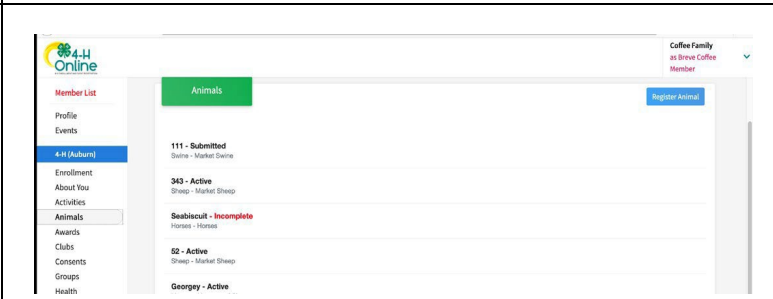 4-H
Online
Coffee Family
as Breve Coffee
Member
Member List
Profile
Events
4-H (Auburn)
Enrollment
About You
Activities
Animals
Awards
Clubs
Consents
Groups
Health
Animals
Register Animal
111 - Submitted
Swine - Market Swine
343 - Active
Sheep - Market Sheep
Seabiscuit - Incomplete
Horses - Horses
52 - Active
Sheep - Market Sheep
Georgey - Active